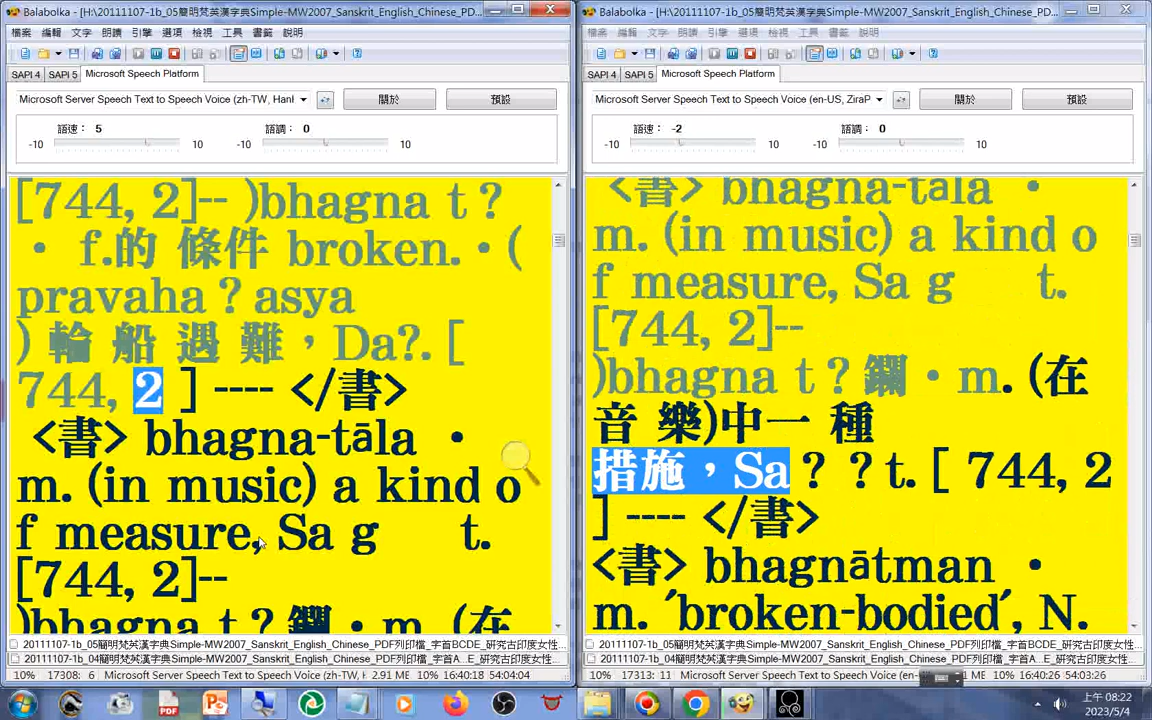 Balabolka - [H:\20111107-1b_05簡明梵英漢字典Simple-MW2007_Sanskrit_English_Chinese_PD...
檔案 編輯 文字 朗讀 引擎 選項 檢視 工具 書籤 說明
SAPI 4 SAPI 5 Microsoft Speech Platform
Microsoft Server Speech Text to Speech Voice (zh-TW, Hanl 關於 預設
語速： 5 語調： 0
-10 10 -10 10
[744, 2]-- )bhagna t？
• f.的 條件 broken.•(
pravaha？asya
) 輪 船 遇 難，Da?. [
744, 2 ] ---- </書>
<書> bhagna-tāla •
m. (in music) a kind o
f measure, Sa g t.
[744, 2]--
)bhagna t？鑭•m. (在
20111107-1b_05簡明梵英漢字典Simple-MW2007_Sanskrit_English_Chinese_PDF列印檔_字首BCDE_研究古印度女性...
20111107-1b_04簡明梵英漢字典Simple-MW2007_Sanskrit_English_Chinese_PDF列印檔_字首A...E_研究古印度女性...
10% 17308: 6 Microsoft Server Speech Text to Speech Voice (zh-TW, H 2.91 MB 10% 16:40:18 54:04:04
Balabolka - [H:\20111107-1b_05簡明梵英漢字典Simple-MW2007_Sanskrit_English_Chinese_PD...
檔案 編輯 文字 朗讀 引擎 選項 檢視 工具 書籤 說明
SAPI 4 SAPI 5 Microsoft Speech Platform
Microsoft Server Speech Text to Speech Voice (en-US, ZiraP 關於 預設
語速： -2 語調： 0
-10 10 -10 10
<書> bhagna-tāla •
m. (in music) a kind o
f measure, Sa g t.
[744, 2]--
)bhagna t？鑭•m. (在
音 樂)中一 種
措施，Sa？？t. [ 744, 2
] ---- </書>
<書> bhagnātman •
m. 'broken-bodied', N.
20111107-1b_05簡明梵英漢字典Simple-MW2007_Sanskrit_English_Chinese_PDF列印檔_字首BCDE_研究古印度女性...
20111107-1b_04簡明梵英漢字典Simple-MW2007_Sanskrit_English_Chinese_PDF列印檔_字首A...E_研究古印度女性...
10% 17313: 11 Microsoft Server Speech Text to Speech Voice (en-US 10% 16:40:26 54:03:26
上午 08:22
2023/5/4